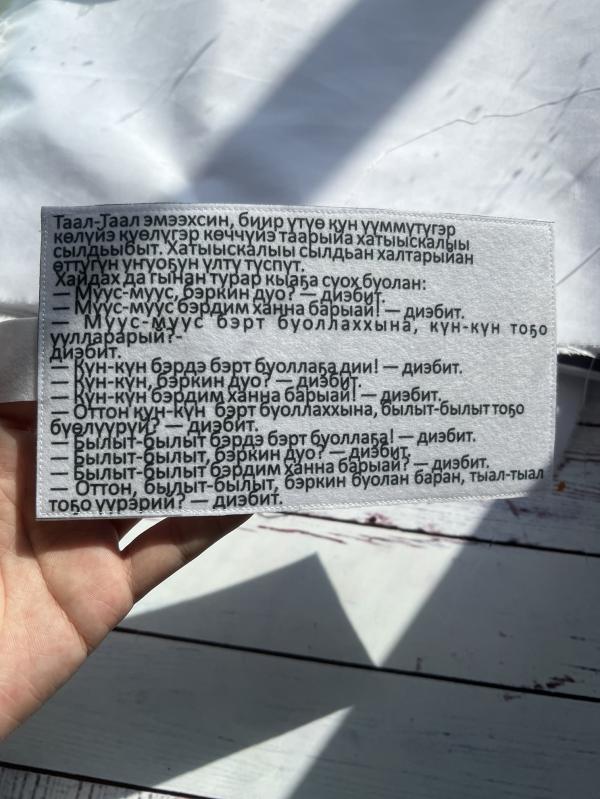 Таал-Таал эмээхсин, биир үтүө күн үүммүтүгэр
көлүйэ күөлүгэр көччүйэ таарыйа хатыыскалыы
сылдьыбыт. Хатыыскалыы сылдьан халтарыйан
өттүгүн уҥуоҕун үлтү түспүт.
Хайдах да гынан турар кыаҕа суох буолан:
— Муус-муус, бэркин дуо? — диэбит.
— Муус-муус бэрдим ханна барыай! — диэбит.
— Муус-муус бэрт буоллаххына, күн-күн тоҕо
уулларарый?-
диэбит.
— Күн-күн бэрдэ бэрт буоллаҕа дии! — диэбит.
— Күн-күн, бэркин дуо? — диэбит.
— Күн-күн бэрдим ханна барыай! — диэбит.
— Оттон күн-күн бэрт буоллаххына, былыт-былыт тоҕо
бүөлүүрүй? — диэбит.
— Былыт-былыт бэрдэ бэрт буоллаҕа! — диэбит.
— Былыт-былыт, бэркин дуо? — диэбит.
— Былыт-былыт бэрдим ханна барыай? — диэбит.
— Оттон, былыт-былыт, бэркин буолан баран, тыал-тыал
тоҕо үүрэрий? — диэбит.